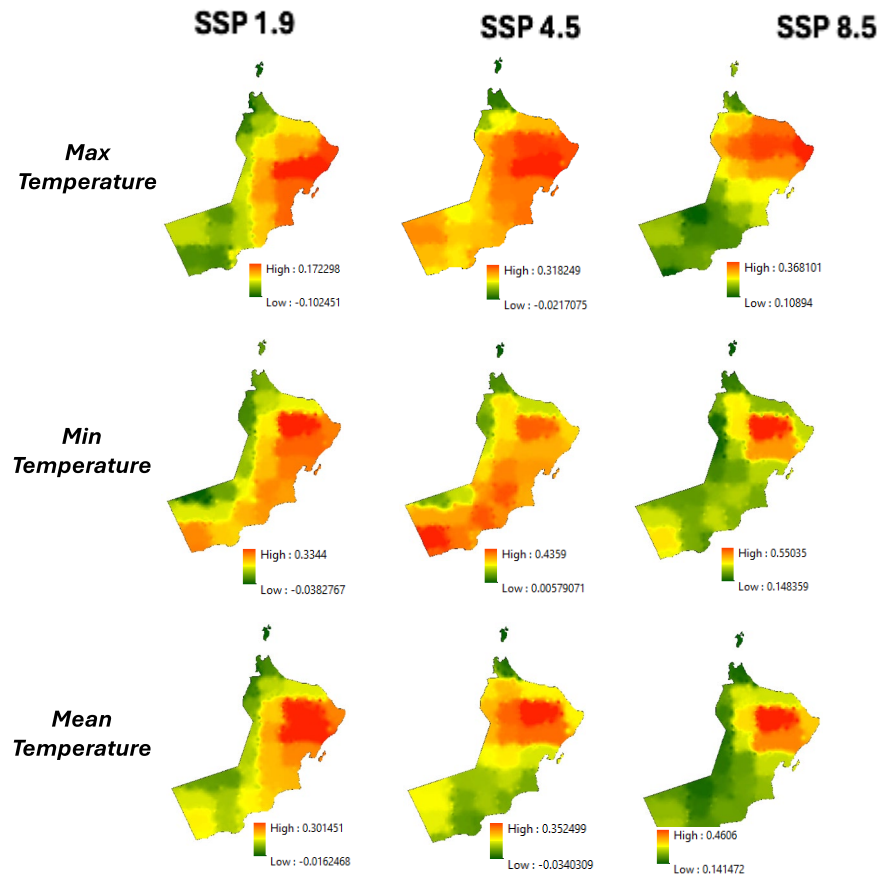 SSP 1.9
SSP 4.5
SSP 8.5
Max
Temperature
High : 0.172298
Low : -0.102451
High : 0.318249
Low : -0.0217075
High : 0.368101
Low : 0.10894
Min
Temperature
High : 0.3344
Low : -0.0382767
High : 0.4359
Low : 0.00579071
High : 0.55035
Low : 0.148359
Mean
Temperature
High : 0.301451
Low : -0.0162468
High : 0.352499
Low : -0.0340309
High : 0.4606
Low : 0.141472